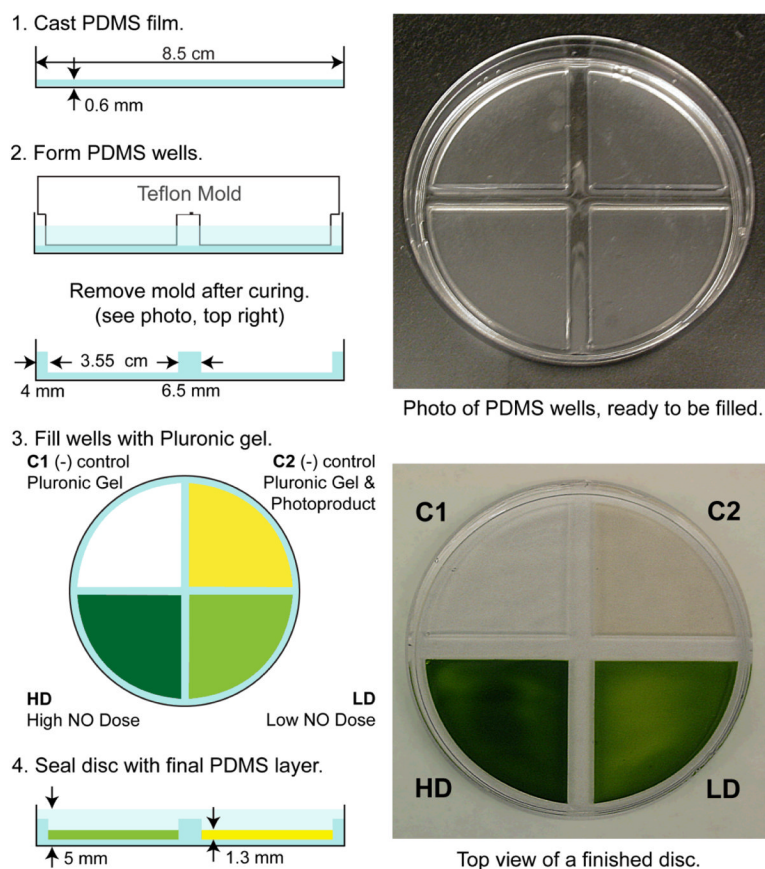 1. Cast PDMS film.
8.5 cm
0.6 mm
2. Form PDMS wells.
Teflon Mold
Remove mold after curing.
(see photo, top right)
3.55 cm
4 mm
6.5 mm
Photo of PDMS wells, ready to be filled.
3. Fill wells with Pluronic gel.
C1 (-) control
Pluronic Gel
C2 (-) control
Pluronic Gel &
Photoproduct
HD
High NO Dose
LD
Low NO Dose
C1
C2
HD
LD
4. Seal disc with final PDMS layer.
5 mm
1.3 mm
Top view of a finished disc.